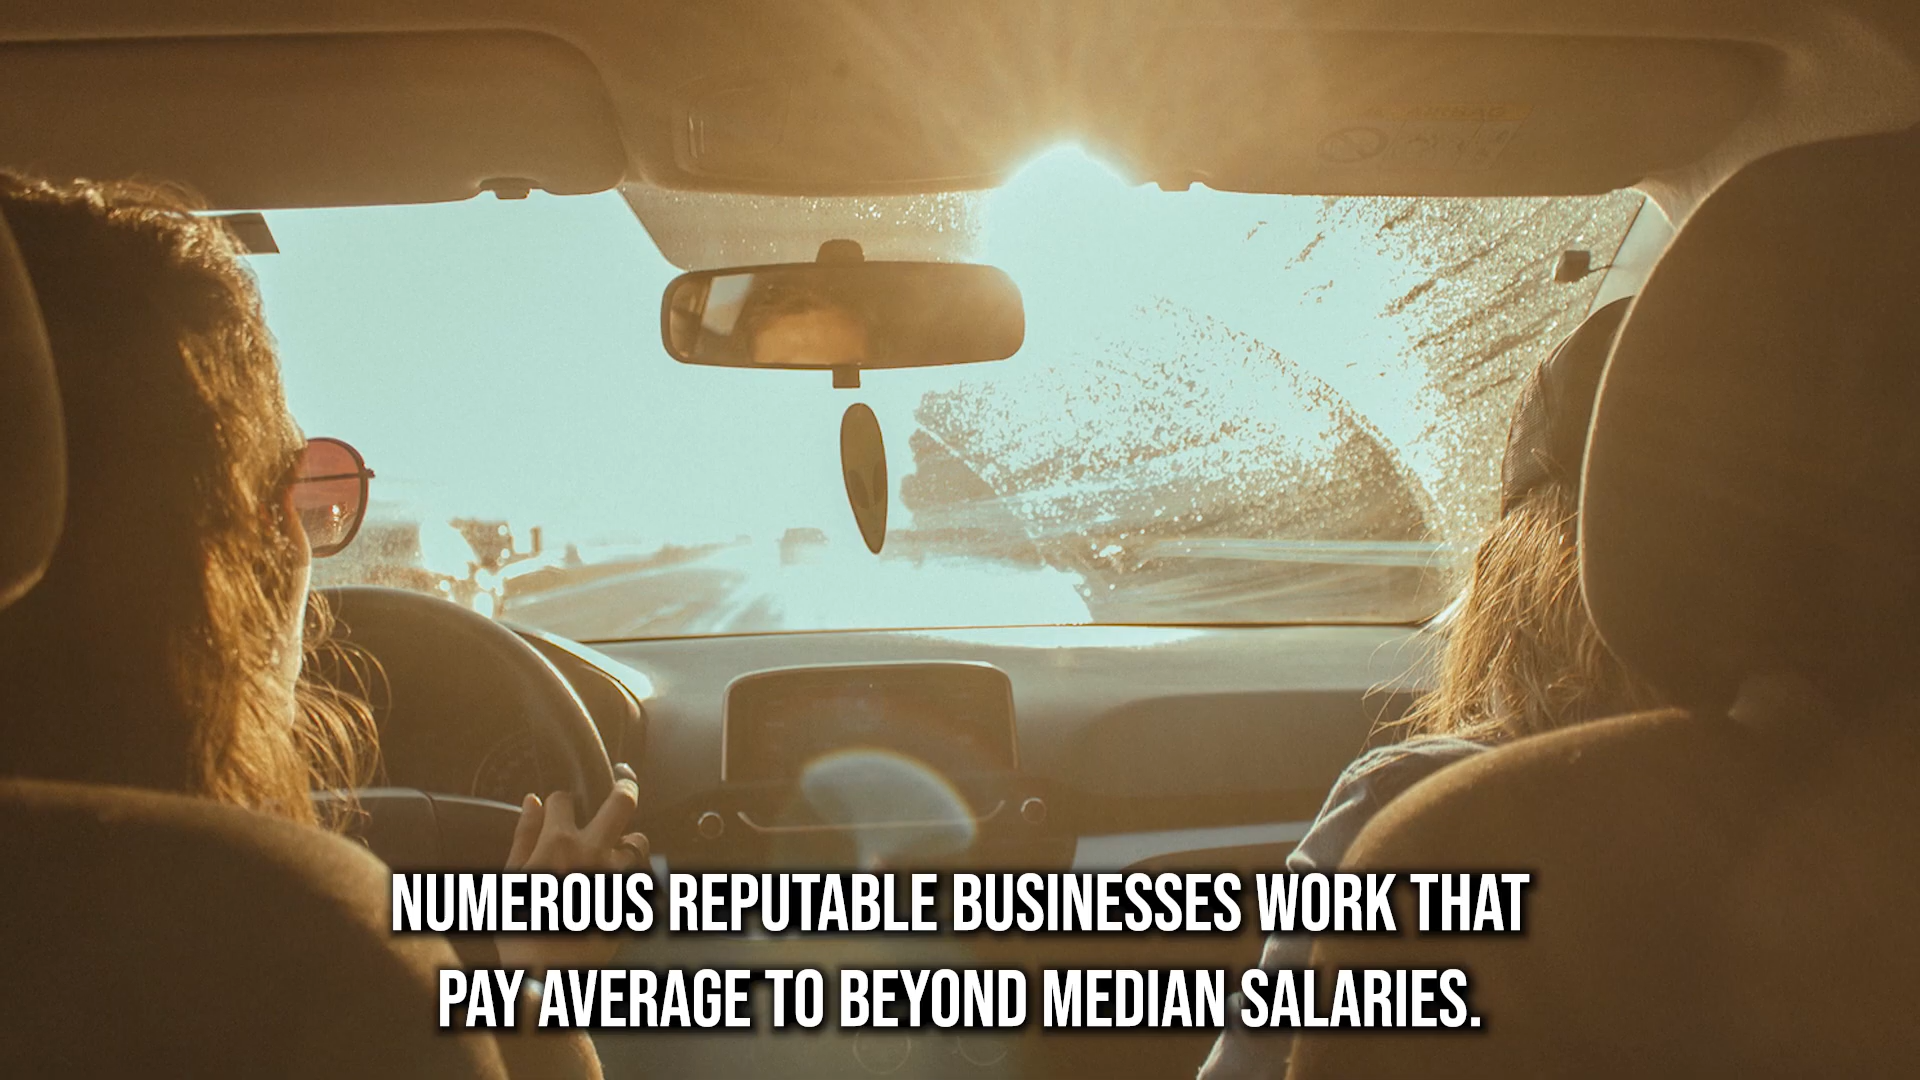 NUMEROUS REPUTABLE BUSINESSES WORK THAT
PAY AVERAGE TO BEYOND MEDIAN SALARIES.